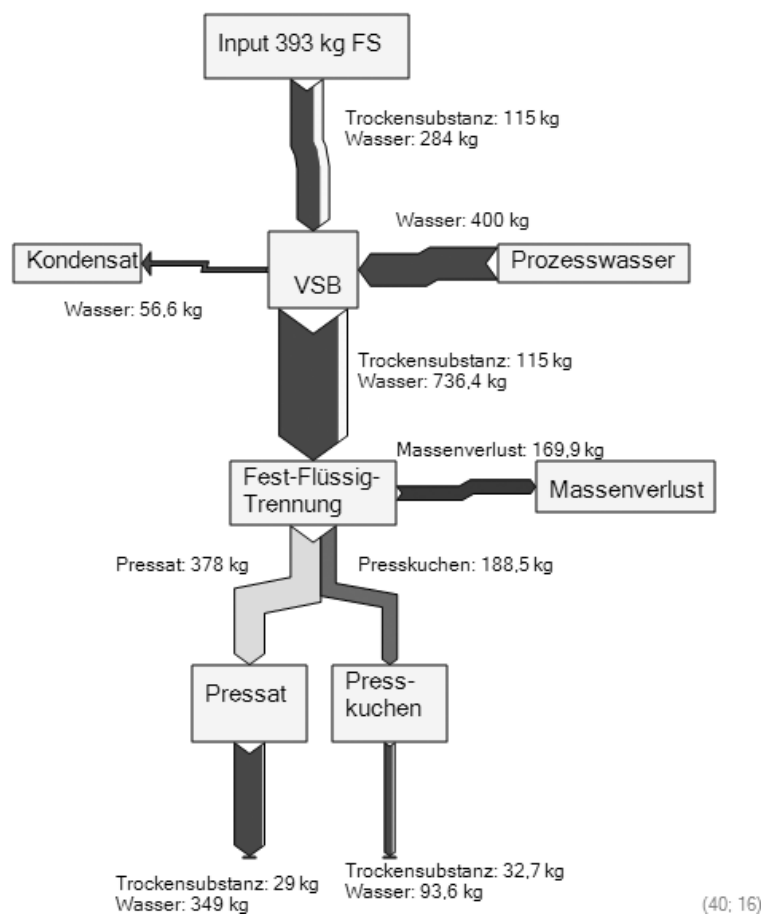 Input 393 kg FS
Trockensubstanz: 115 kg
Wasser: 284 kg
Wasser: 400 kg
Kondensat
VSB
Prozesswasser
Wasser: 56,6 kg
Trockensubstanz: 115 kg
Wasser: 736,4 kg
Massenverlust: 169,9 kg
Fest-Flüssig-
Trennung
Massenverlust
Pressat: 378 kg
Presskuchen: 188,5 kg
Pressat
Press-
kuchen
Trockensubstanz: 29 kg
Wasser: 349 kg
Trockensubstanz: 32,7 kg
Wasser: 93,6 kg
(40; 16)